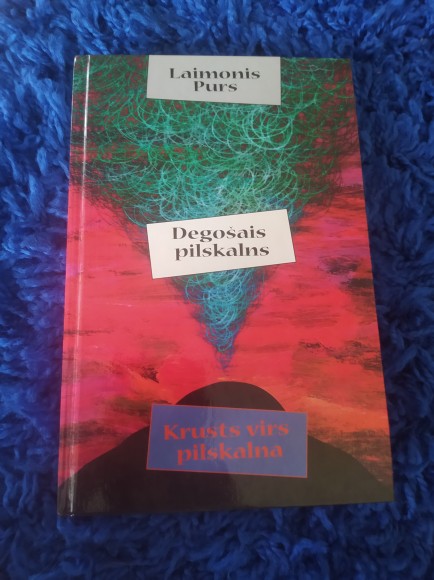 Laimonis
Purs
Degošais
pilskalns
Krusts virs
pilskalna